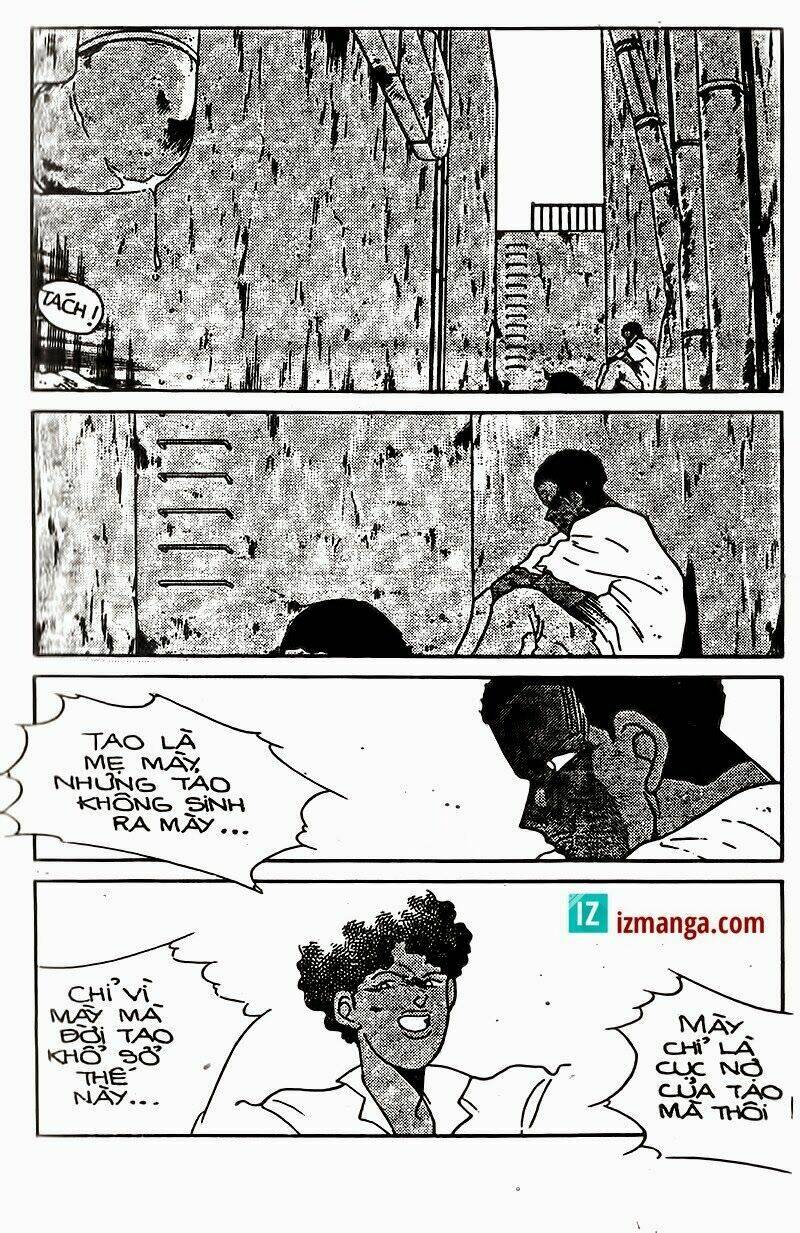 TÁCH!
TAO LÀ
MẸ MÀY,
NHƯNG TAO
KHÔNG SINH
RA MÀY...
IZ izmanga.com
CHỈ VÌ
MÀY MÀ
ĐỜI TAO
KHỔ SỞ
THẾ
NÀY...
MÀY
CHỈ LÀ
CỤC NỢ
CỦA TAO
MÀ THÔI!